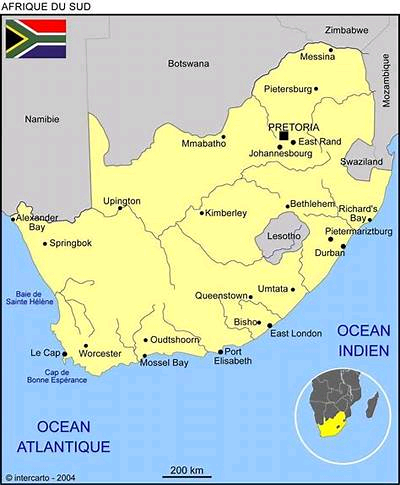 AFRIQUE DU SUD
Zimbabwe
Messina
Botswana
Mozambique
Pietersburg
Namibie
PRETORIA
East Rand
Mmabatho
Johannesbourg
Swaziland
Upington
Bethlehem
Kimberley
Richard's
Bay
Alexander
Bay
Pietermariztburg
Lesotho
Springbok
Durban
Umtata
Baie de
Sainte Hélène
Queenstown
Bisho
East London
OCEAN
INDIEN
Oudtshoorn
Le Cap
Worcester
Port
Elisabeth
Mossel Bay
Cap de
Bonne Espérance
OCEAN
ATLANTIQUE
200 km
© intercarto - 2004